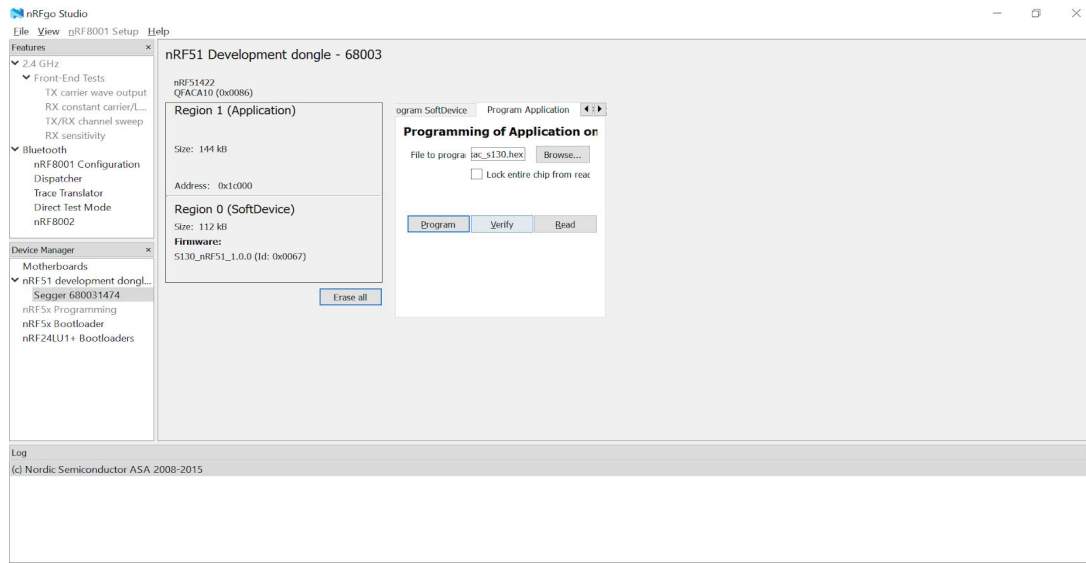 nRFgo Studio
File View nRF8001 Setup Help
Features
2.4 GHz
Front-End Tests
TX carrier wave output
RX constant carrier/L...
TX/RX channel sweep
RX sensitivity
Bluetooth
nRF8001 Configuration
Dispatcher
Trace Translator
Direct Test Mode
nRF8002
Device Manager
Motherboards
nRF51 development dongl...
Segger 680031474
nRF5x Programming
nRF5x Bootloader
nRF24LU1+ Bootloaders
nRF51 Development dongle - 68003
nRF51422
QFACA10 (0x0086)
Region 1 (Application)
Size: 144 kB
Address: 0x1c000
Region 0 (SoftDevice)
Size: 112 kB
Firmware:
S130_nRF51_1.0.0 (Id: 0x0067)
Erase all
ogram SoftDevice Program Application
Programming of Application on
File to progra ac_s130.hex Browse...
Lock entire chip from reac
Program Verify Read
Log
(c) Nordic Semiconductor ASA 2008-2015